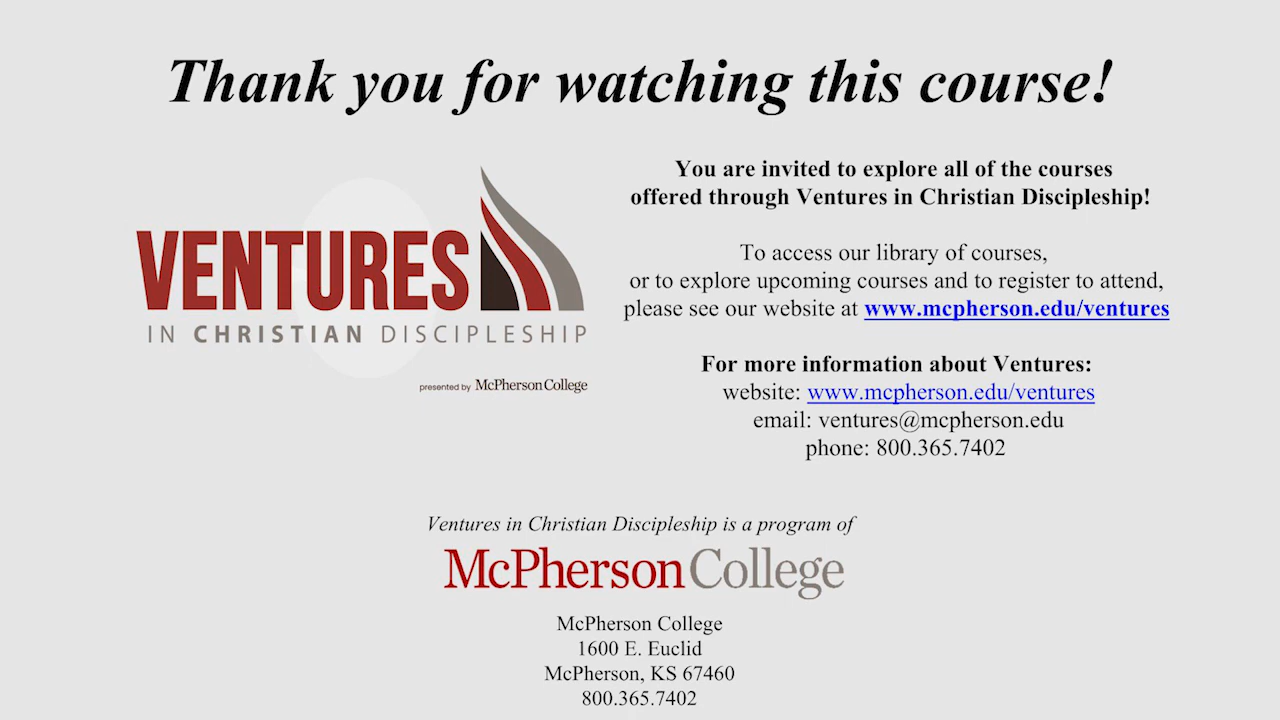 Thank you for watching this course!
VENTURES
IN CHRISTIAN DISCIPLESHIP
presented by McPherson College
You are invited to explore all of the courses
offered through Ventures in Christian Discipleship!
To access our library of courses,
or to explore upcoming courses and to register to attend,
please see our website at www.mcpherson.edu/ventures
For more information about Ventures:
website: www.mcpherson.edu/ventures
email: ventures@mcpherson.edu
phone: 800.365.7402
Ventures in Christian Discipleship is a program of
McPherson College
McPherson College
1600 E. Euclid
McPherson, KS 67460
800.365.7402